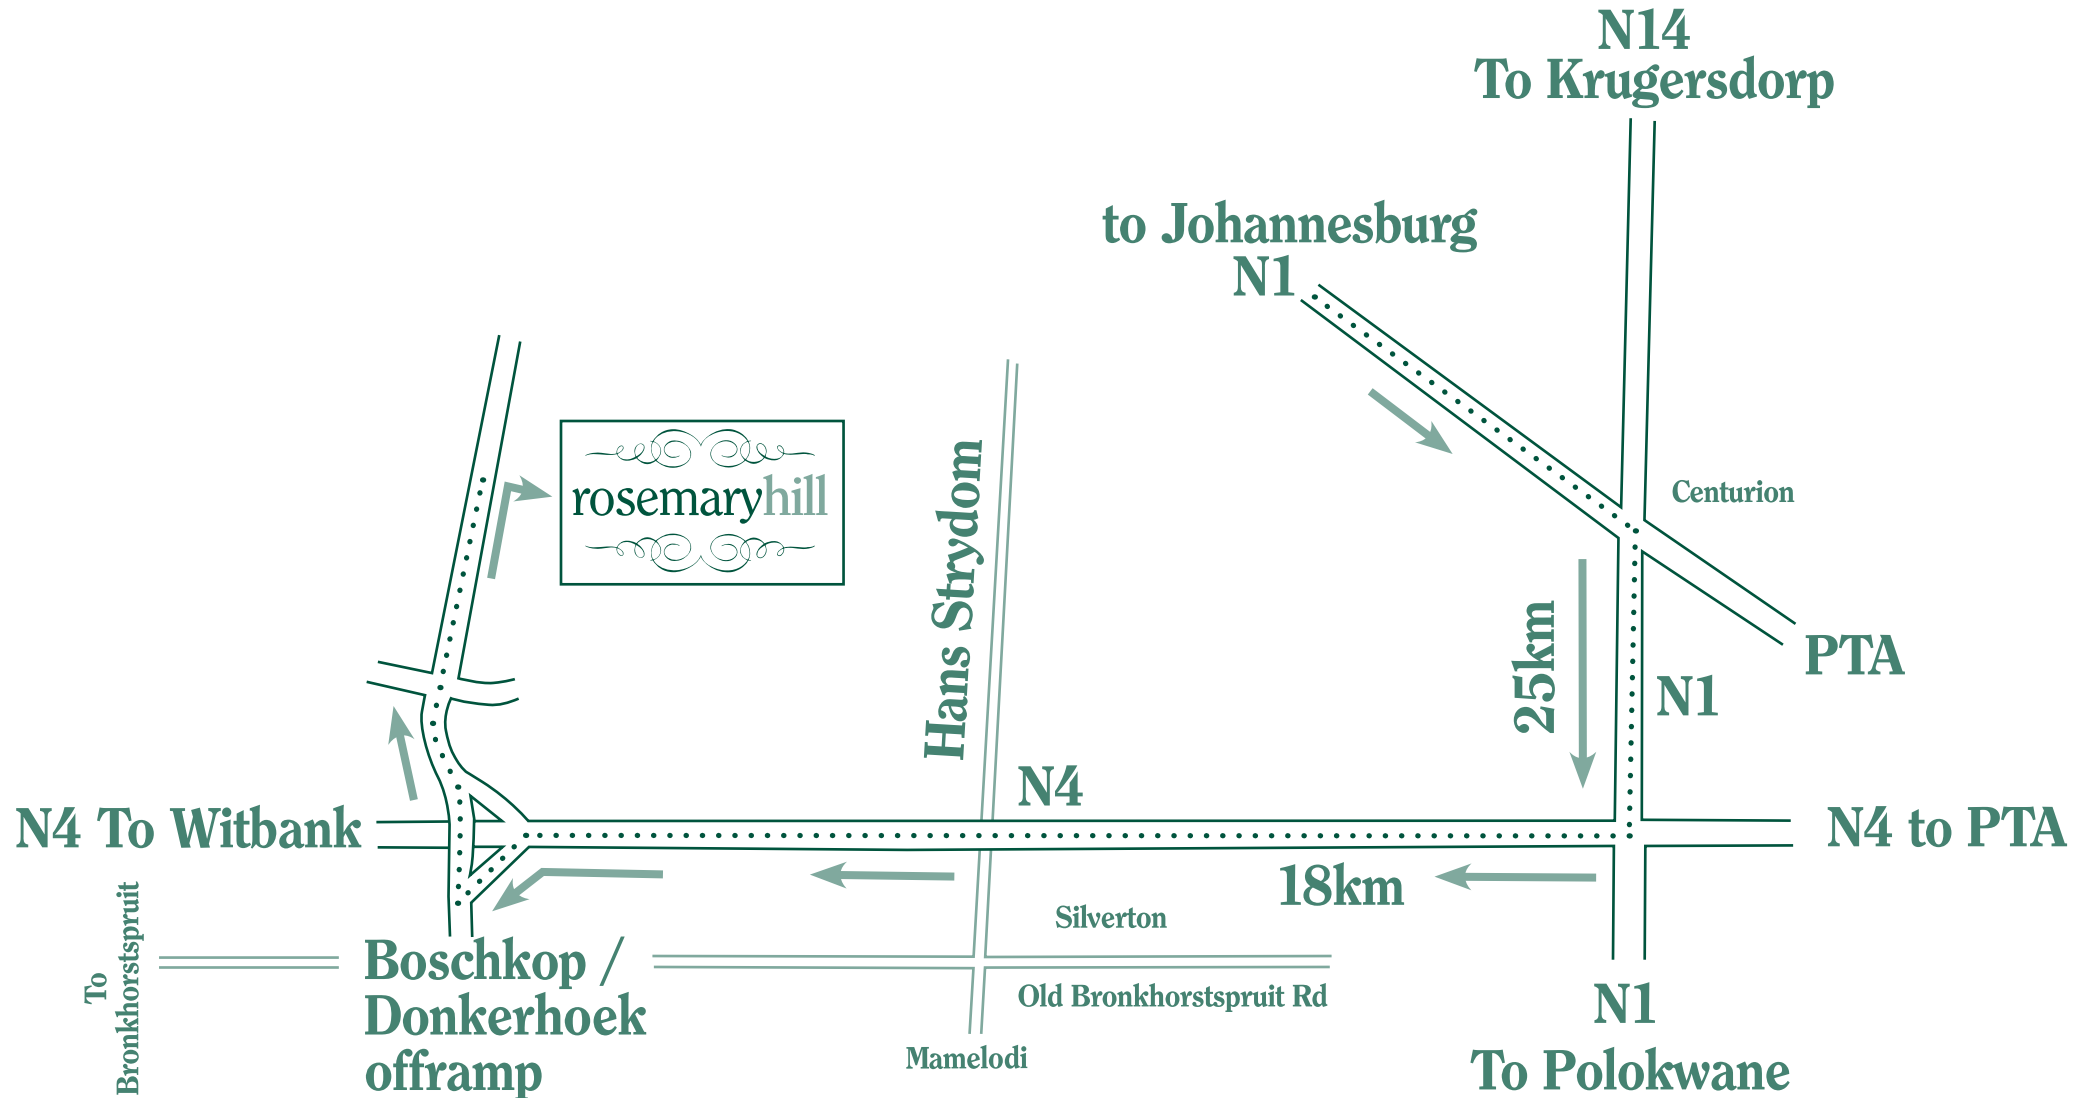 N14
To Krugersdorp
to Johannesburg
N1
Centurion
rosemaryhill
Hans Strydom
25km
PTA
N1
N4
N4 To Witbank
N4 to PTA
18km
Silverton
To
Bronkhorstspruit
Boschkop /
Donkerhoek
offramp
Old Bronkhorstspruit Rd
Mamelodi
N1
To Polokwane